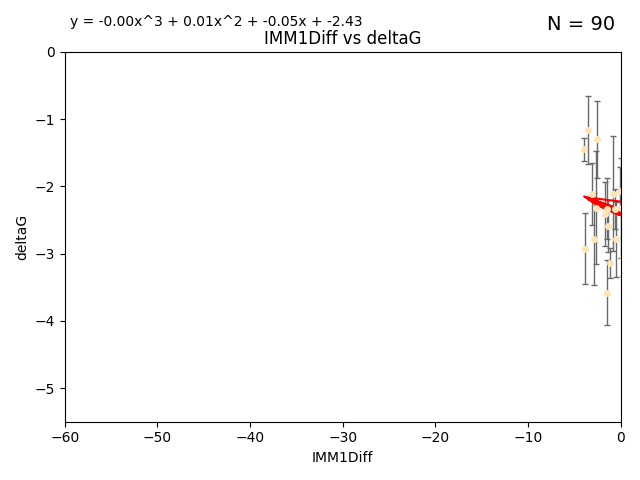 y = -0.00x^3 + 0.01x^2 + -0.05x + -2.43
N = 90
IMM1Diff vs deltaG
0
−1
−2
−3
−4
−5
deltaG
−60 −50 −40 −30 −20 −10 0
IMM1Diff